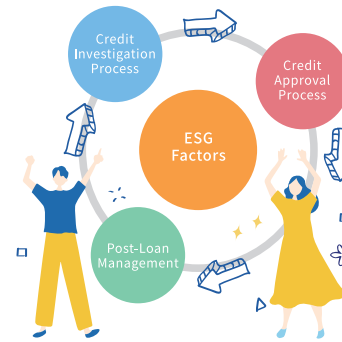 Credit
Investigation
Process
Credit
Approval
Process
ESG
Factors
Post-Loan
Management